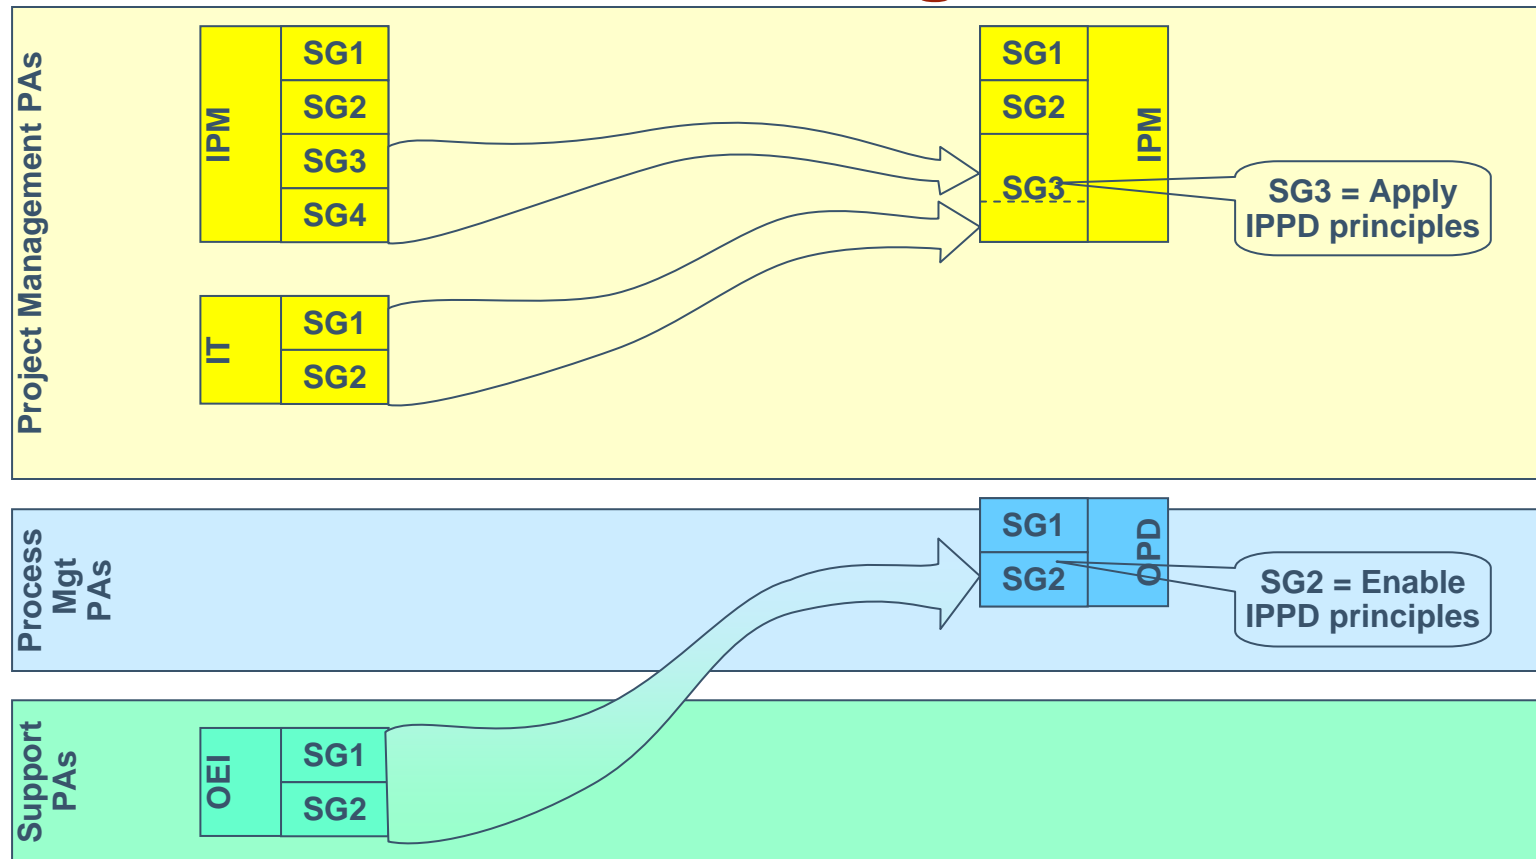 Project Management PAs
IPM
SG1
SG2
SG3
SG4
IT
SG1
SG2
SG1
SG2
SG3
IPM
SG3 = Apply
IPPD principles
Process
Mgt
PAs
SG1
SG2
OPD
SG2 = Enable
IPPD principles
Support
PAs
OEI
SG1
SG2